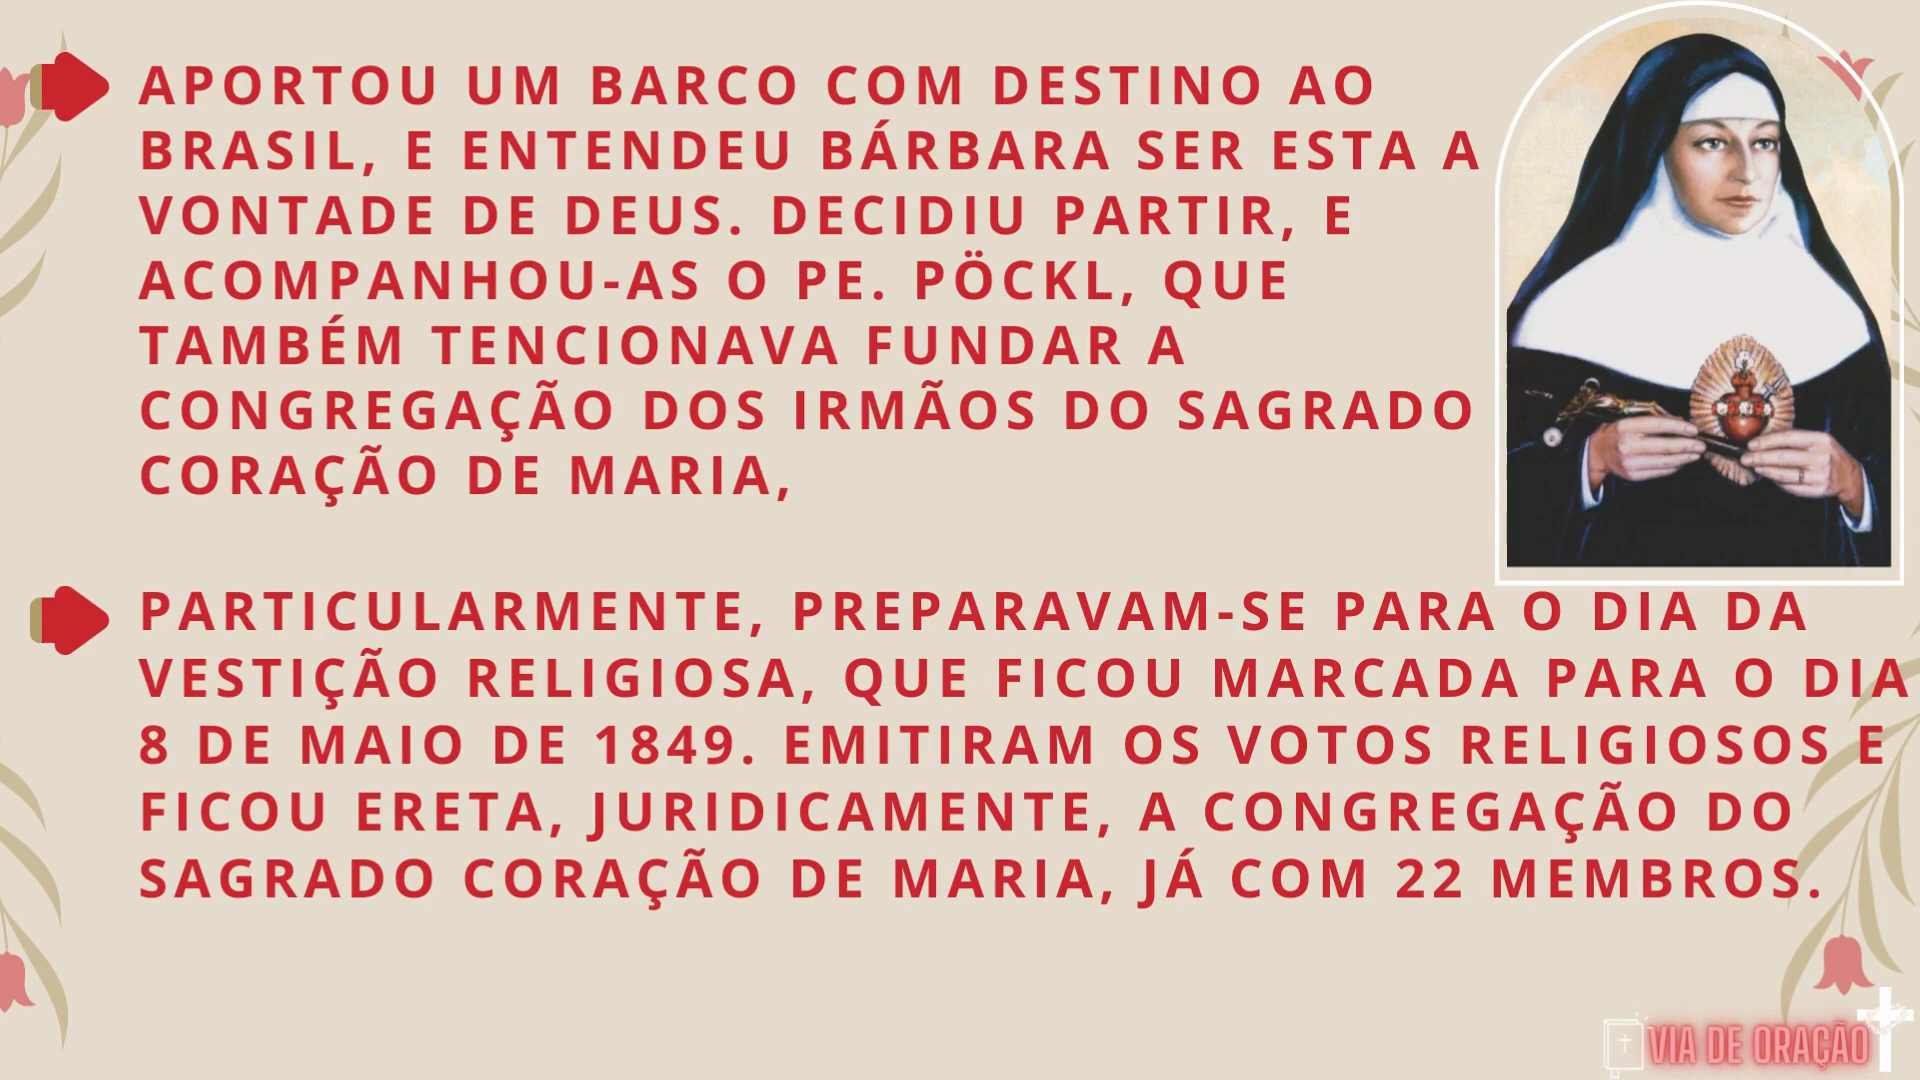 APORTOU UM BARCO COM DESTINO AO
BRASIL, E ENTENDEU BÁRBARA SER ESTA A
VONTADE DE DEUS. DECIDIU PARTIR, E
ACOMPANHOU-AS O PE. PÖCKL, QUE
TAMBÉM TENCIONAVA FUNDAR A
CONGREGAÇÃO DOS IRMÃOS DO SAGRADO
CORAÇÃO DE MARIA,
PARTICULARMENTE, PREPARAVAM-SE PARA O DIA DA
VESTIÇÃO RELIGIOSA, QUE FICOU MARCADA PARA O DIA
8 DE MAIO DE 1849. EMITIRAM OS VOTOS RELIGIOSOS E
FICOU ERETA, JURIDICAMENTE, A CONGREGAÇÃO DO
SAGRADO CORAÇÃO DE MARIA, JÁ COM 22 MEMBROS.
VIA DE ORAÇÃO